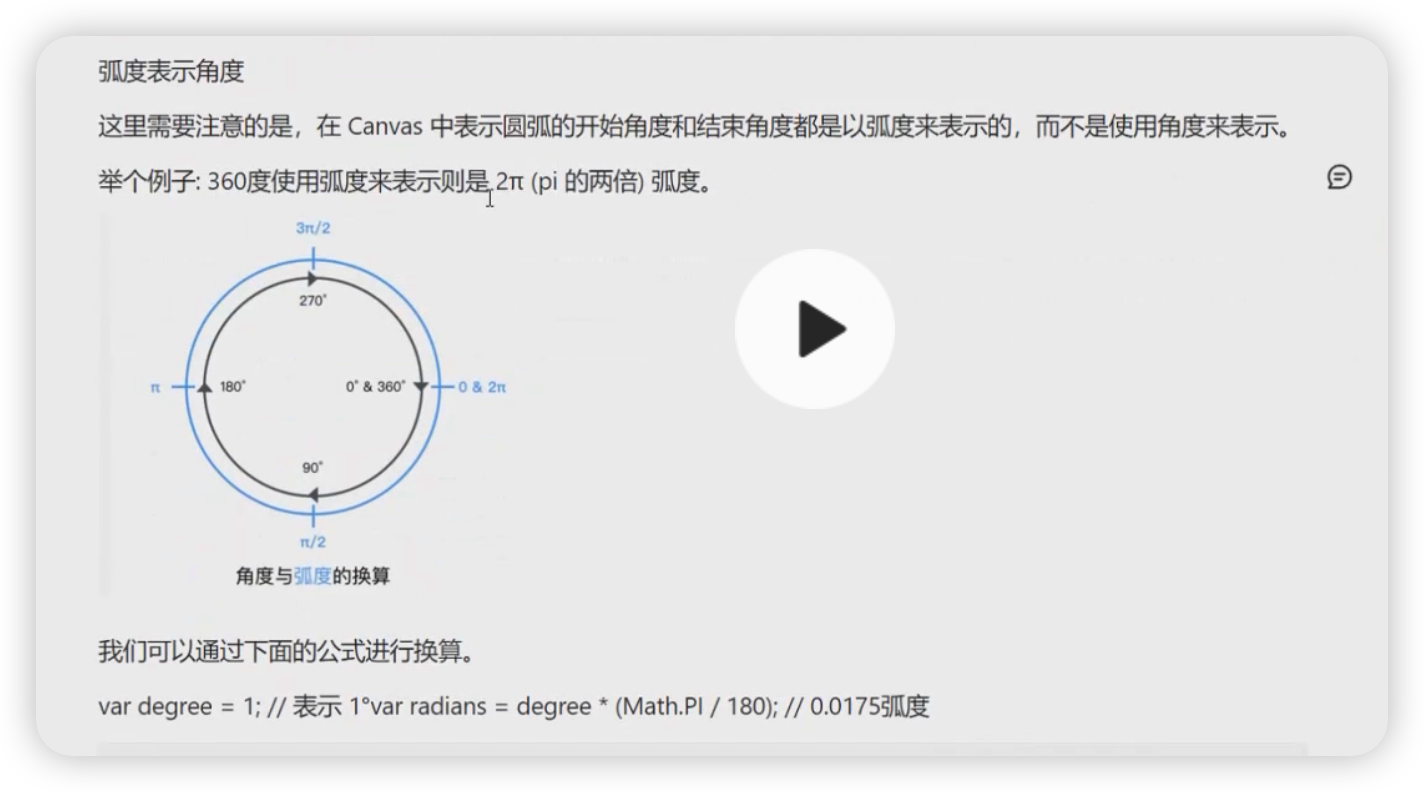 弧度表示角度
这里需要注意的是，在 Canvas 中表示圆弧的开始角度和结束角度都是以弧度来表示的，而不是使用角度来表示。
举个例子: 360度使用弧度来表示则是 2π (pi 的两倍) 弧度。
3π/2
270°
π
180°
0° & 360°
0 & 2π
90°
π/2
角度与弧度的换算
我们可以通过下面的公式进行换算。
var degree = 1; // 表示 1°var radians = degree * (Math.PI / 180); // 0.0175弧度